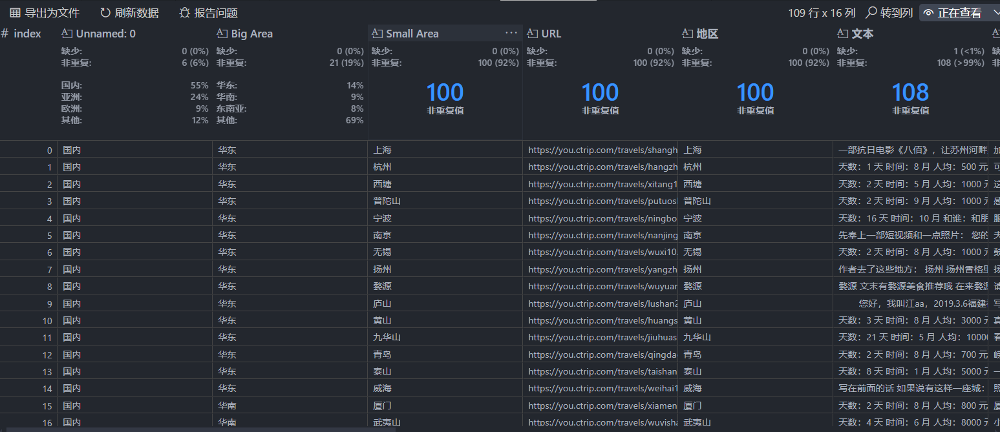 导出为文件 刷新数据 报告问题 109 行 x 16 列 转到列 正在查看
# index Unnamed: 0 Big Area Small Area ··· URL 地区 文本
缺少: 0 (0%) 缺少: 0 (0%) 缺少: 0 (0%) 缺少: 0 (0%) 缺少: 0 (0%) 缺少: 1 (<1%)
非重复: 6 (6%) 非重复: 21 (19%) 非重复: 100 (92%) 非重复: 100 (92%) 非重复: 100 (92%) 非重复: 108 (>99%)
国内: 55% 华东: 14% 100 100 100 108
亚洲: 24% 华南: 9%
欧洲: 9% 东南亚: 8% 非重复值 非重复值 非重复值 非重复值
其他: 12% 其他: 69%
0 国内 华东 上海 https://you.ctrip.com/travels/shangh 上海 一部抗日电影《八佰》，让苏州河畔
1 国内 华东 杭州 https://you.ctrip.com/travels/hangzh 杭州 天数：1 天 时间：8 月 人均：500 元 可
2 国内 华东 西塘 https://you.ctrip.com/travels/xitang1 西塘 天数：2 天 时间：5 月 人均：1000 元 这
3 国内 华东 普陀山 https://you.ctrip.com/travels/putuos 普陀山 天数：2 天 时间：9 月 人均：1000 元 感
4 国内 华东 宁波 https://you.ctrip.com/travels/ningbo 宁波 天数：16 天 时间：10 月 和谁：和朋 服
5 国内 华东 南京 https://you.ctrip.com/travels/nanjing 南京 先奉上一部短视频和一点照片： 您的
6 国内 华东 无锡 https://you.ctrip.com/travels/wuxi10. 无锡 天数：2 天 时间：8 月 人均：1000 元 鼓
7 国内 华东 扬州 https://you.ctrip.com/travels/yangzh 扬州 作者去了这些地方： 扬州 扬州香格里 扬
8 国内 华东 婺源 https://you.ctrip.com/travels/wuyuar 婺源 婺源 文末有婺源美食推荐哦 在来婺源 请
9 国内 华东 庐山 https://you.ctrip.com/travels/lushan2 庐山 您好，我叫江aa，2019.3.6福建 写
10 国内 华东 黄山 https://you.ctrip.com/travels/huangs 黄山 天数：3 天 时间：8 月 人均：3000 元 真
11 国内 华东 九华山 https://you.ctrip.com/travels/jiuhuas 九华山 天数：21 天 时间：5 月 人均：10000 看
12 国内 华东 青岛 https://you.ctrip.com/travels/qingda 青岛 天数：2 天 时间：8 月 人均：700 元 崂
13 国内 华东 泰山 https://you.ctrip.com/travels/taishan 泰山 天数：8 天 时间：1 月 人均：5000 元 一
14 国内 华东 威海 https://you.ctrip.com/travels/weihai1 威海 写在前面的话 如果说有这样一座城： 照
15 国内 华南 厦门 https://you.ctrip.com/travels/xiamen 厦门 天数：2 天 时间：8 月 人均：800 元 虽
16 国内 华南 武夷山 https://you.ctrip.com/travels/wuyisha 武夷山 天数：4 天 时间：6 月 人均：8000 元 小